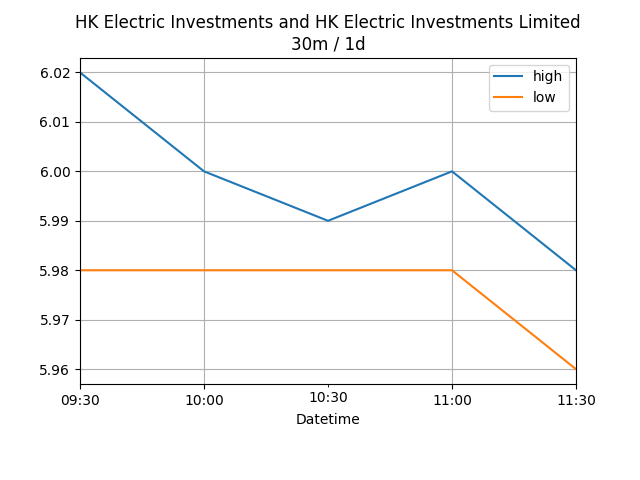 HK Electric Investments and HK Electric Investments Limited
30m / 1d
high
low
6.02
6.01
6.00
5.99
5.98
5.97
5.96
09:30
10:00
10:30
11:00
11:30
Datetime